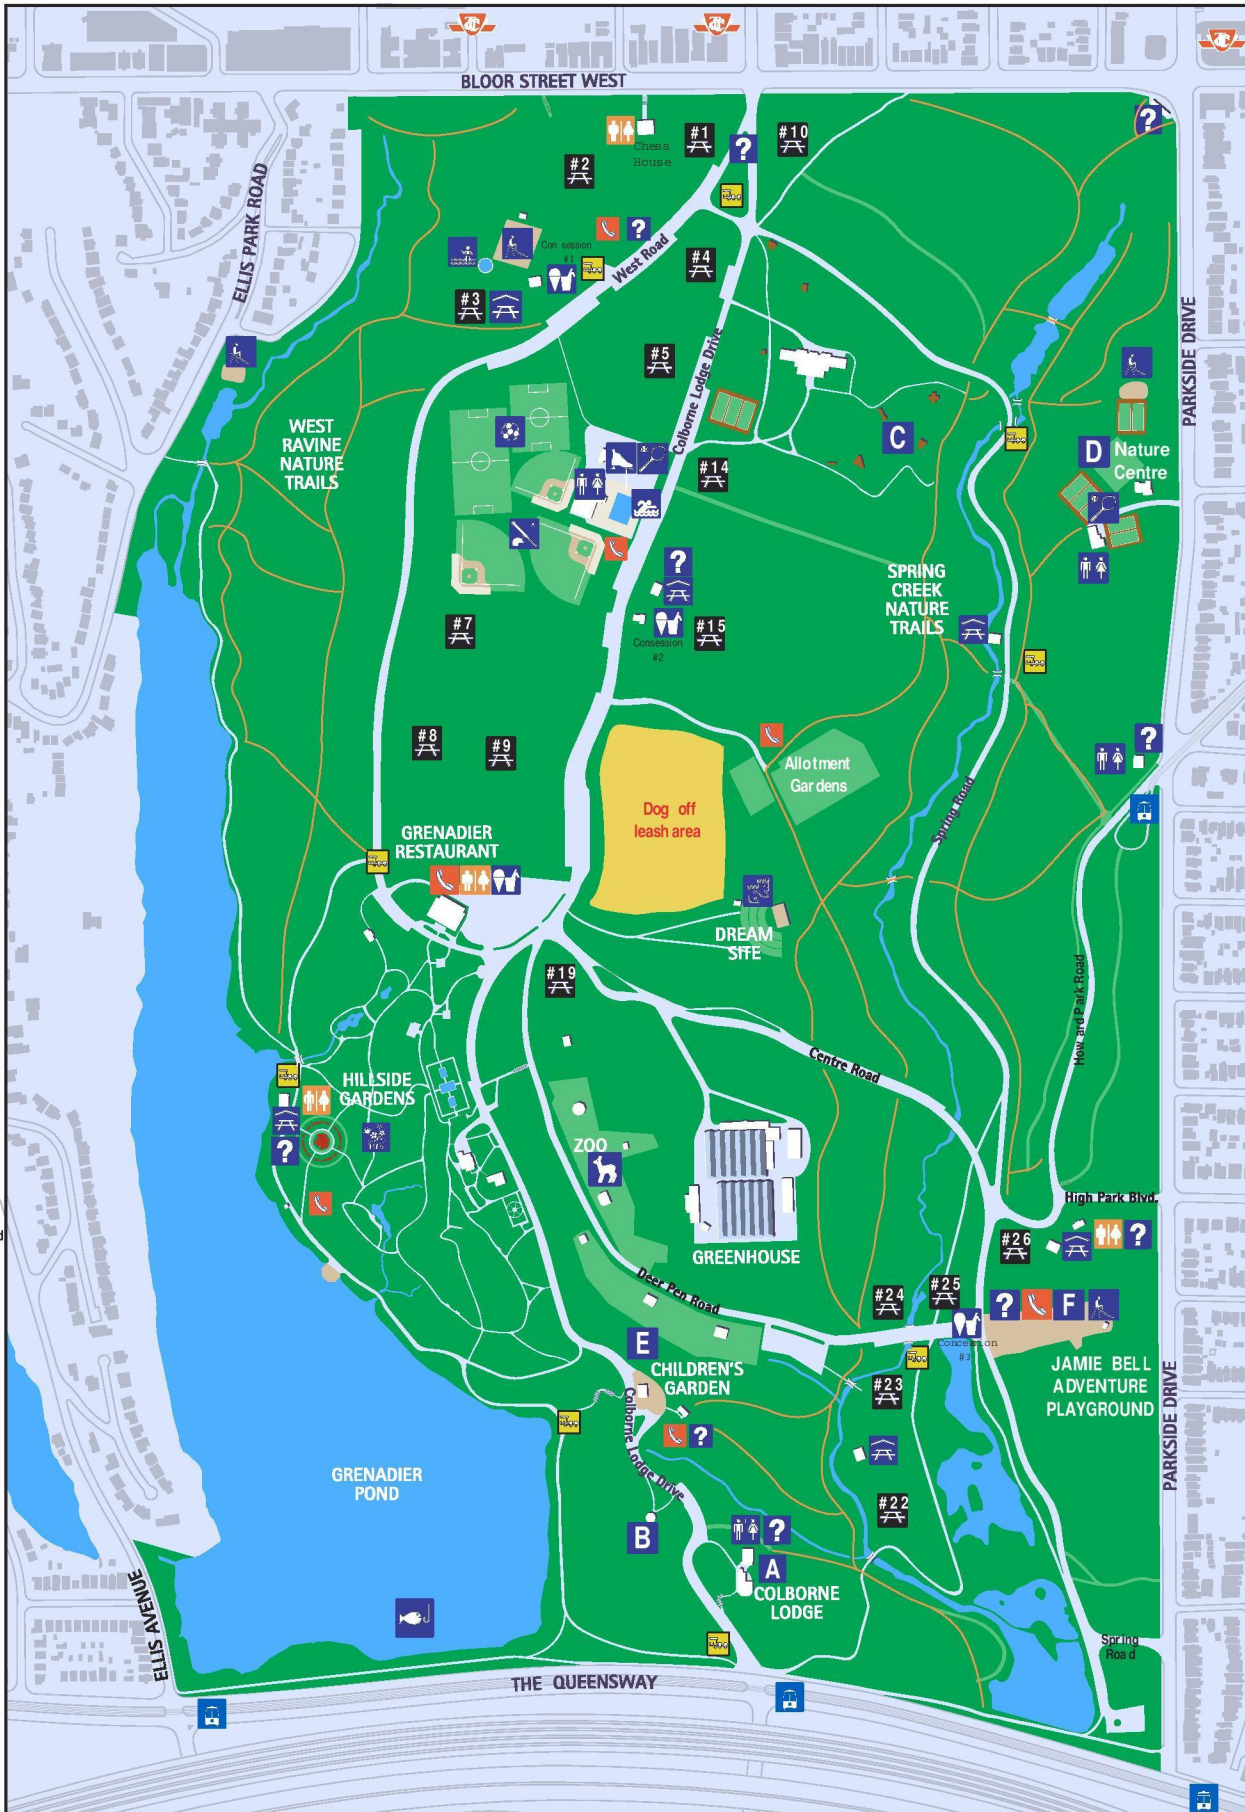 BLOOR STREET WEST
?
#1
#10
?
Chess
House
#2
ELLIS PARK ROAD
?
Con session
#1
West Road
#4
#3
PARKSIDE DRIVE
#5
Colborne Lodge Drive
WEST
RAVINE
NATURE
TRAILS
C
D
Nature
Centre
#14
?
SPRING
CREEK
NATURE
TRAILS
#7
#15
Consession
#2
#8
#9
?
Allotment
Gardens
Dog off
leash area
Spring Road
GRENADIER
RESTAURANT
DREAM
SITE
#19
Howard Park Road
Centre Road
HILLSIDE
GARDENS
?
ZOO
High Park Blvd.
d
GREENHOUSE
#26
?
Deer Pen Road
#24
#25
?
F
Concession
#3
E
CHILDREN'S
GARDEN
JAMIE BELL
ADVENTURE
PLAYGROUND
#23
Colborne Lodge Drive
?
PARKSIDE DRIVE
GRENADIER
POND
#22
B
?
A
COLBORNE
LODGE
ELLIS AVENUE
Spring
Road
THE QUEENSWAY